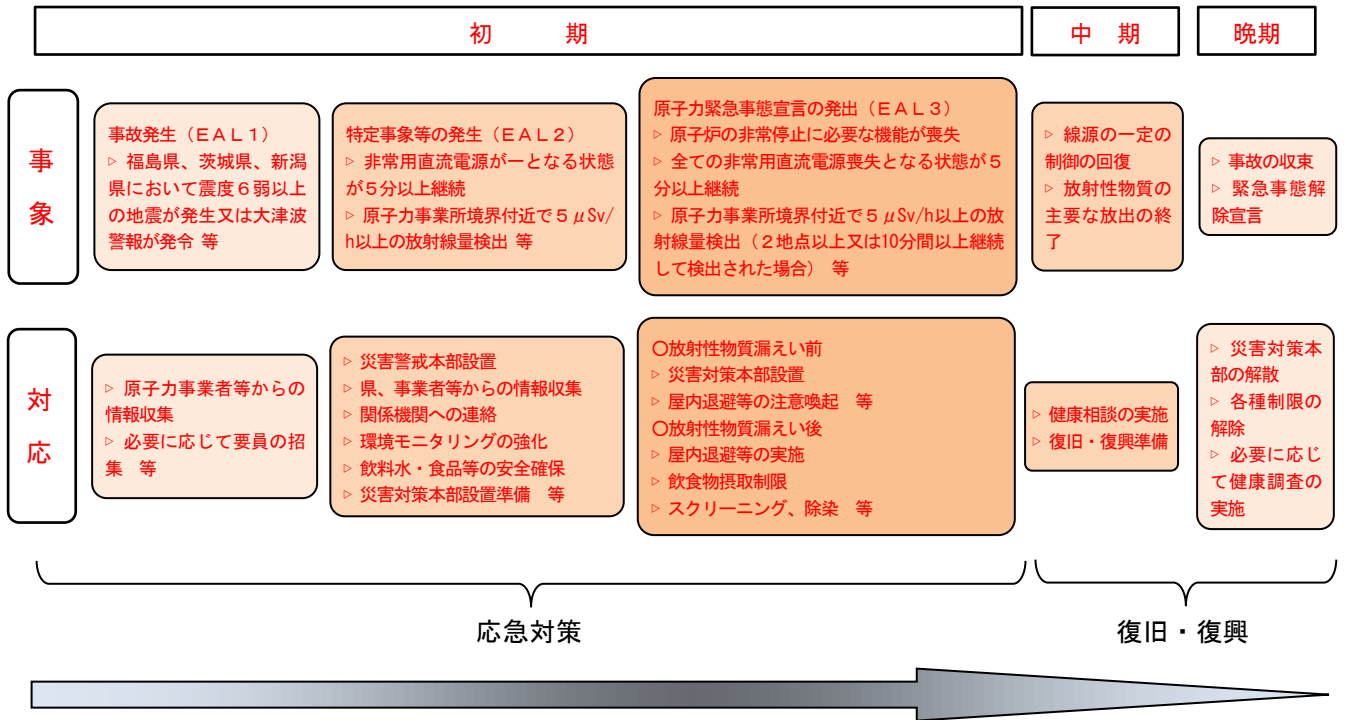 初　期
中　期
晩期
事象
事故発生（ＥＡＬ１）
▷ 福島県、茨城県、新潟
県において震度６弱以上
の地震が発生又は大津波
警報が発令 等
特定事象等の発生（ＥＡＬ２）
▷ 非常用直流電源が一となる状態
が５分以上継続
▷ 原子力事業所境界付近で５μSv/
h以上の放射線量検出 等
原子力緊急事態宣言の発出（ＥＡＬ３）
▷ 原子炉の非常停止に必要な機能が喪失
▷ 全ての非常用直流電源喪失となる状態が５
分以上継続
▷ 原子力事業所境界付近で５μSv/h以上の放
射線量検出（２地点以上又は10分間以上継続
して検出された場合） 等
▷ 線源の一定の
制御の回復
▷ 放射性物質の
主要な放出の終
了
▷ 事故の収束
▷ 緊急事態解
除宣言
対応
▷ 原子力事業者等からの
情報収集
▷ 必要に応じて要員の招
集　等
▷ 災害警戒本部設置
▷ 県、事業者等からの情報収集
▷ 関係機関への連絡
▷ 環境モニタリングの強化
▷ 飲料水・食品等の安全確保
▷ 災害対策本部設置準備　等
〇放射性物質漏えい前
▷ 災害対策本部設置
▷ 屋内退避等の注意喚起　等
〇放射性物質漏えい後
▷ 屋内退避等の実施
▷ 飲食物摂取制限
▷ スクリーニング、除染　等
▷ 健康相談の実施
▷ 復旧・復興準備
▷ 災害対策本
部の解散
▷ 各種制限の
解除
▷ 必要に応じ
て健康調査の
実施
応急対策
復旧・復興